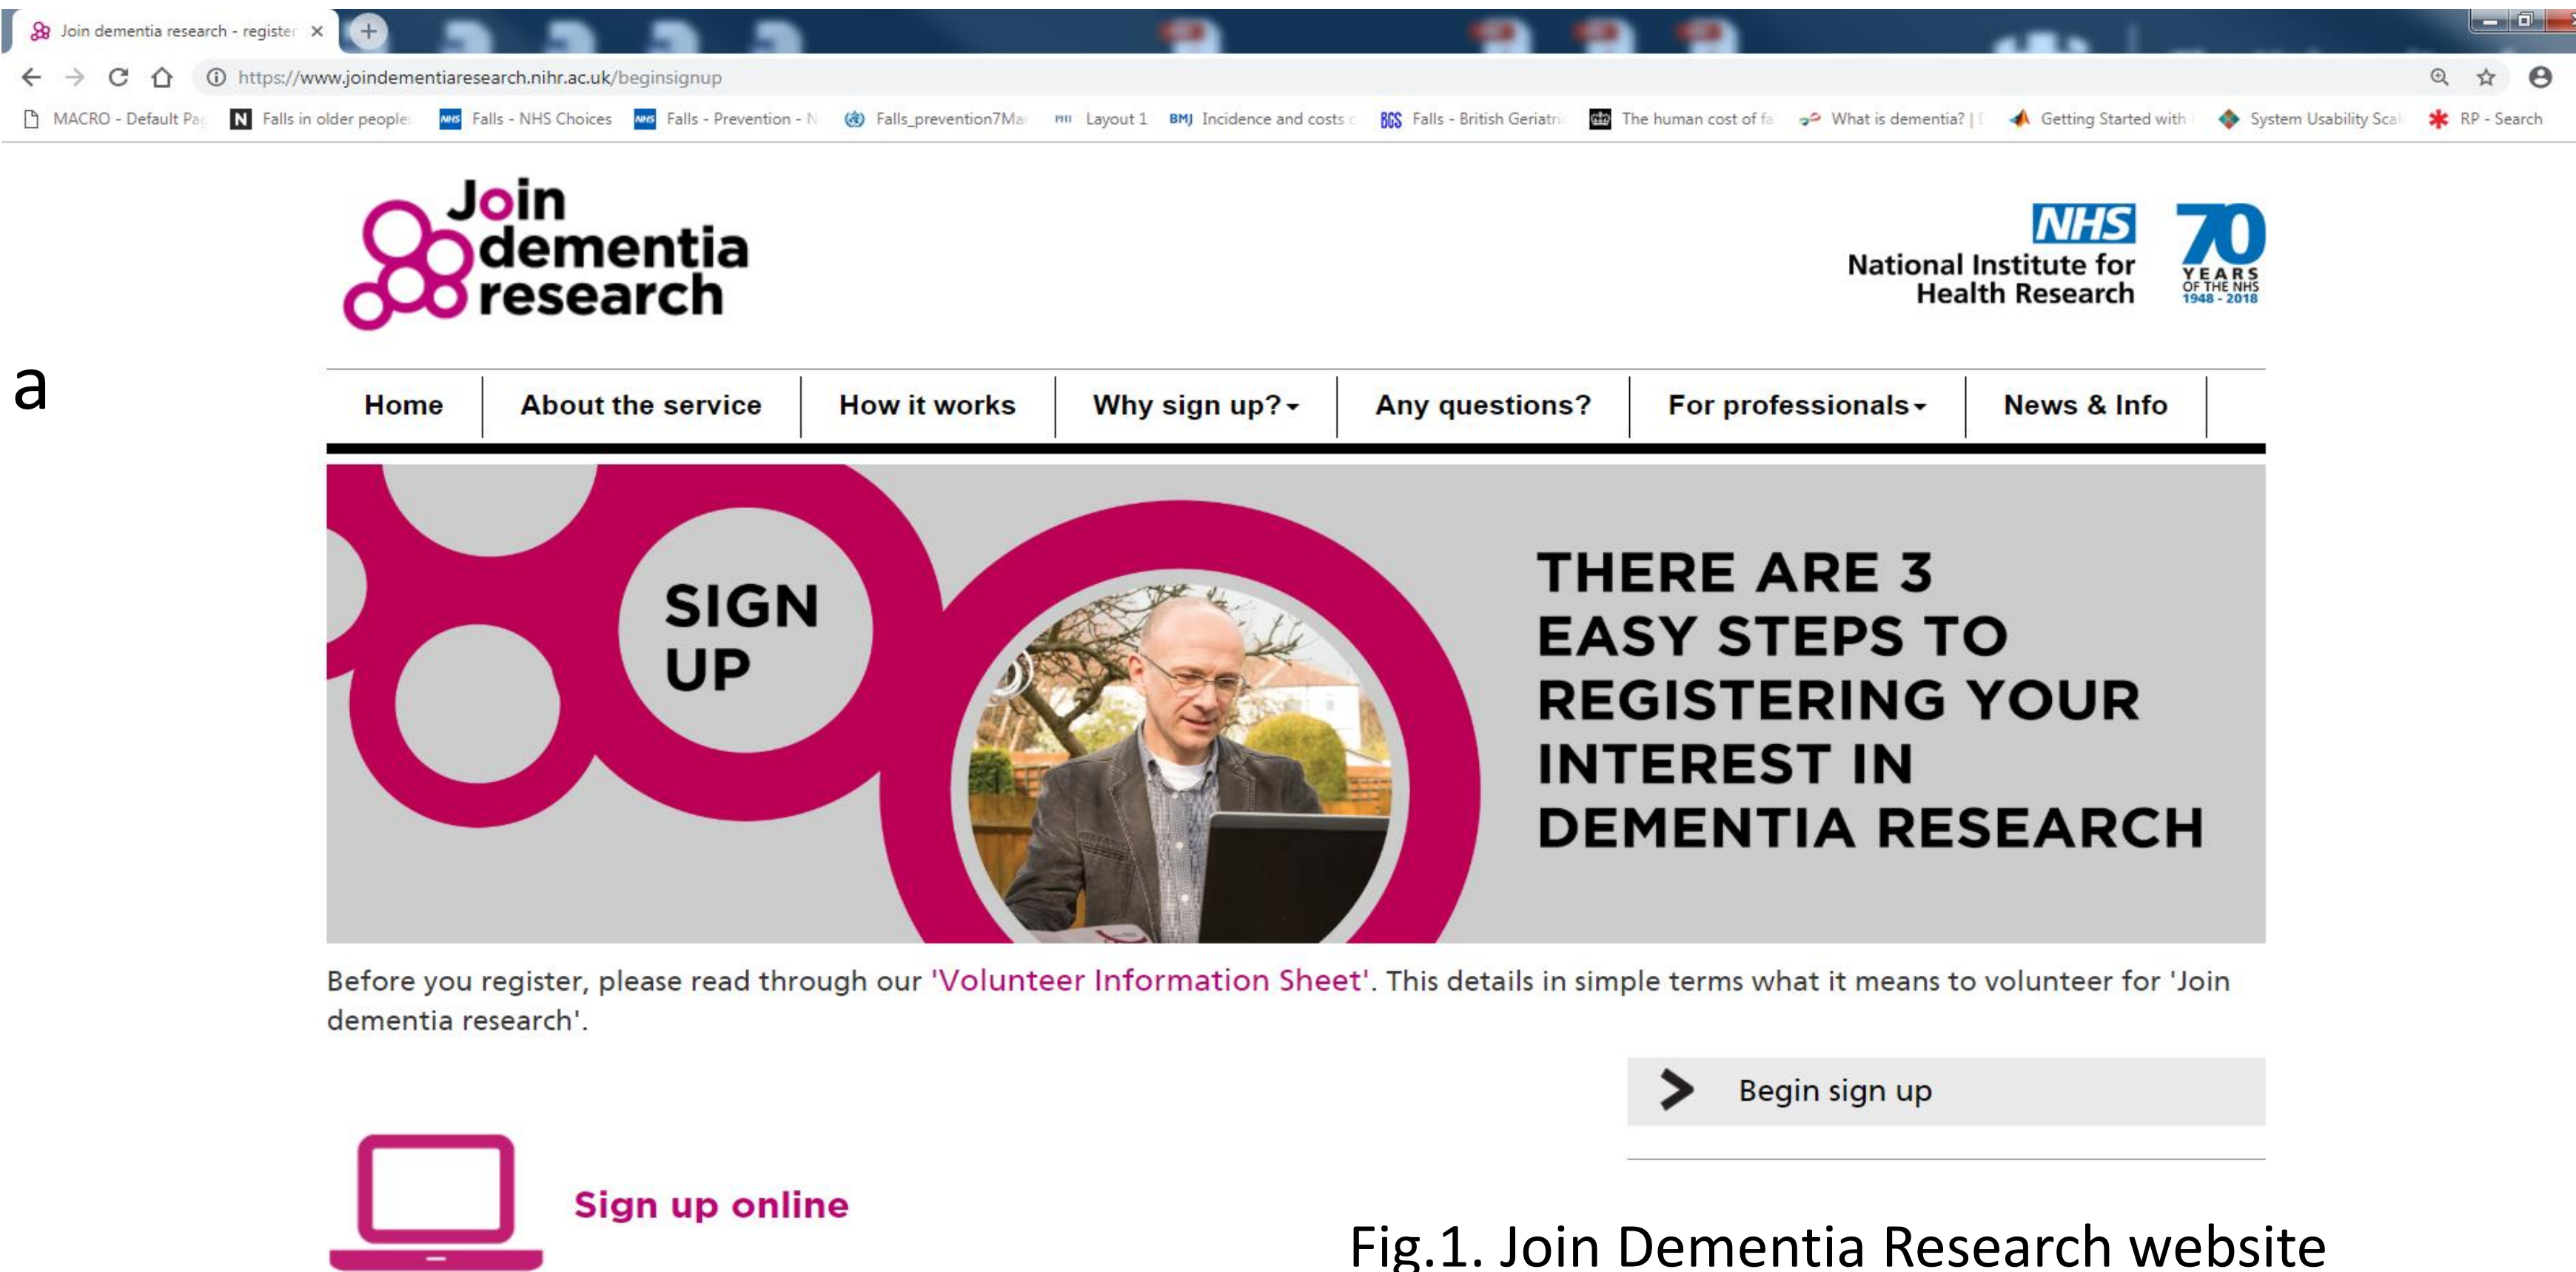 Join dementia research - register
https://www.joindementiaresearch.nihr.ac.uk/beginsignup
MACRO - Default Pa N Falls in older people NHS Falls - NHS Choices NHS Falls - Prevention - N Falls_prevention7Ma PHI Layout 1 BMJ Incidence and costs BGS Falls - British Geriatri The human cost of fa What is dementia? | Getting Started with System Usability Scal RP - Search
Join
dementia
research
NHS
National Institute for
Health Research
70
YEARS
OF THE NHS
1948 - 2018
a
Home About the service How it works Why sign up? Any questions? For professionals News & Info
SIGN
UP
THERE ARE 3
EASY STEPS TO
REGISTERING YOUR
INTEREST IN
DEMENTIA RESEARCH
Before you register, please read through our 'Volunteer Information Sheet'. This details in simple terms what it means to volunteer for 'Join
dementia research'.
Begin sign up
Sign up online
Fig.1. Join Dementia Research website